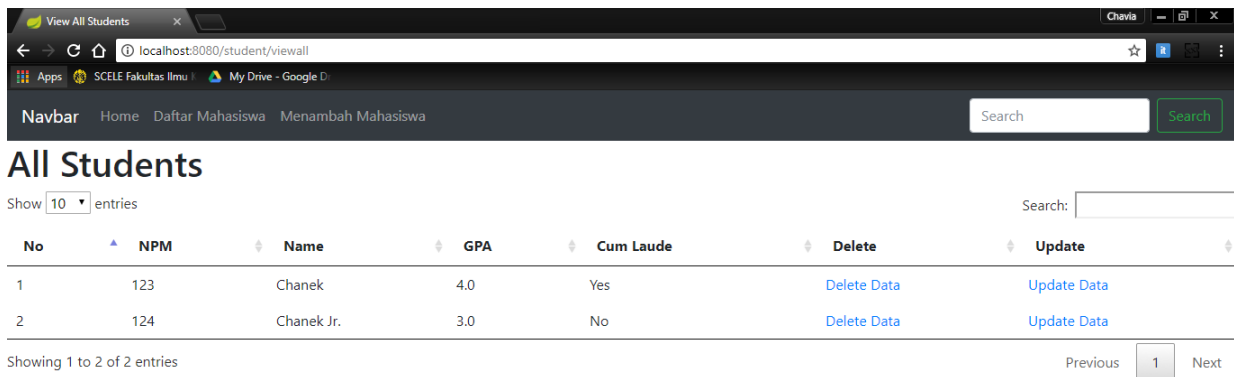 View All Students
Chavia
localhost:8080/student/viewall
it
Apps SCELE Fakultas Ilmu My Drive - Google Dr
Navbar Home Daftar Mahasiswa Menambah Mahasiswa Search Search
All Students
Show 10 entries Search:
No NPM Name GPA Cum Laude Delete Update
1 123 Chanek 4.0 Yes Delete Data Update Data
2 124 Chanek Jr. 3.0 No Delete Data Update Data
Showing 1 to 2 of 2 entries Previous 1 Next